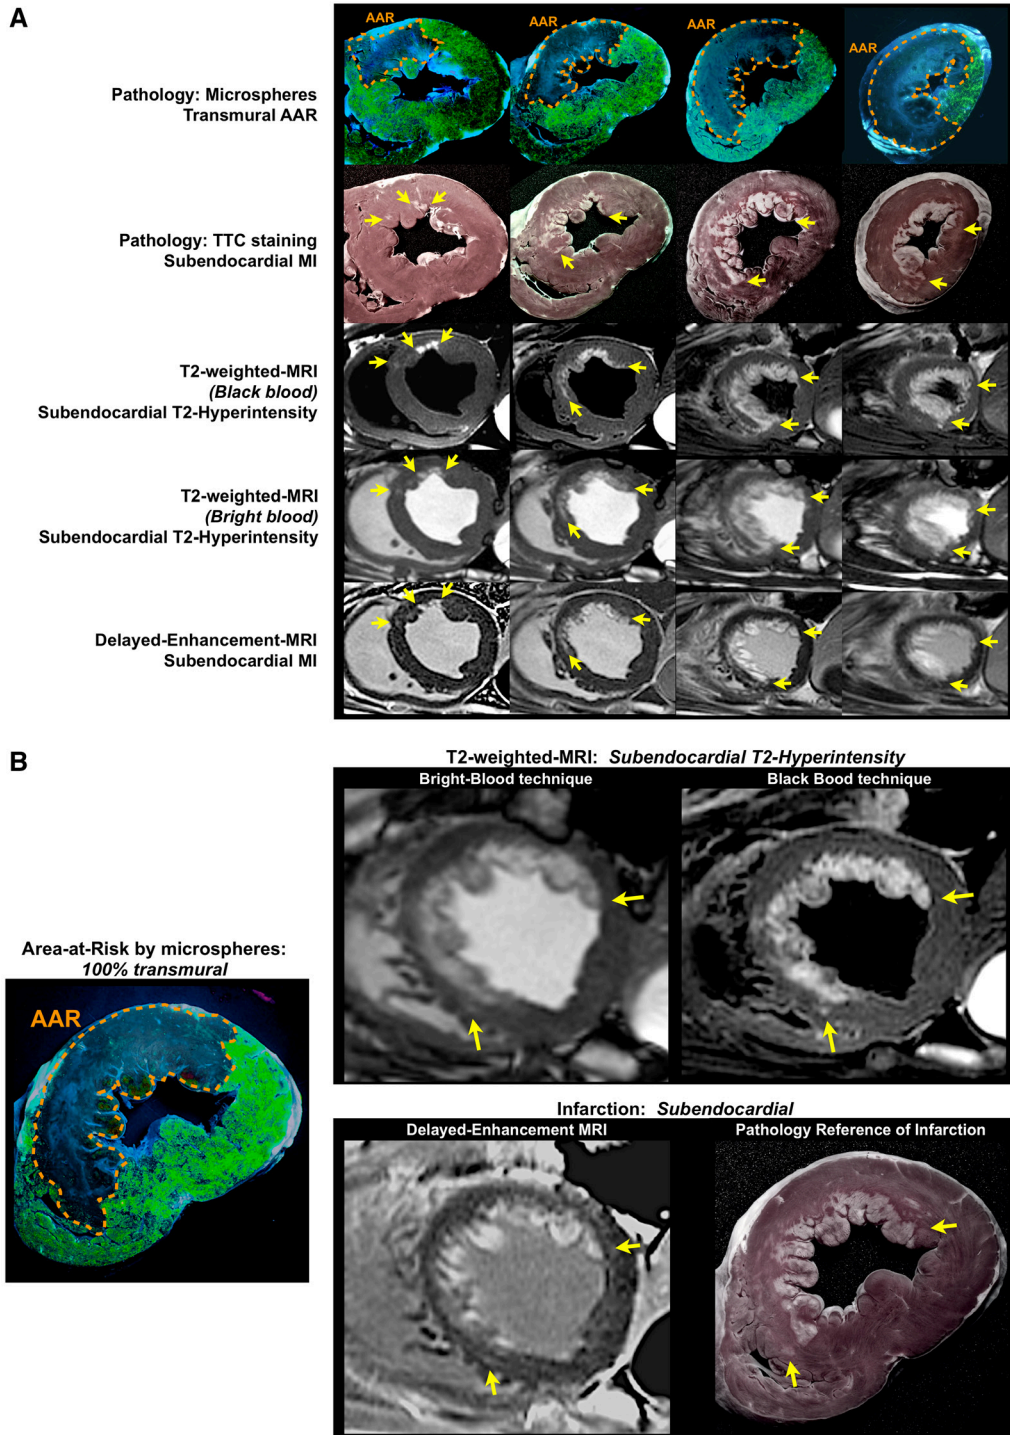 A
AAR
AAR
AAR
AAR
Pathology: Microspheres
Transmural AAR
Pathology: TTC staining
Subendocardial MI
T2-weighted-MRI
(Black blood)
Subendocardial T2-Hyperintensity
T2-weighted-MRI
(Bright blood)
Subendocardial T2-Hyperintensity
Delayed-Enhancement-MRI
Subendocardial MI
B
T2-weighted-MRI: Subendocardial T2-Hyperintensity
Bright-Blood technique
Black Bood technique
Area-at-Risk by microspheres:
100% transmural
AAR
Infarction: Subendocardial
Delayed-Enhancement MRI
Pathology Reference of Infarction